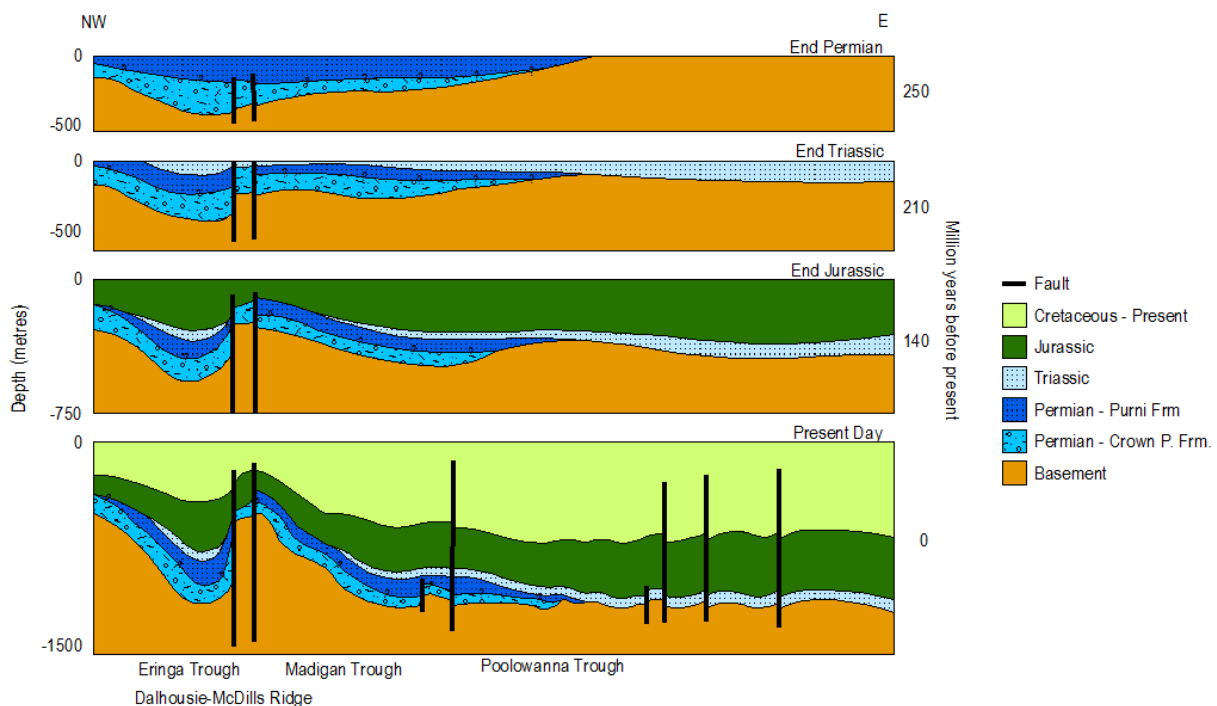 NW
E
End Permian
0
-500
250
End Triassic
0
-500
210
End Jurassic
0
-750
140
Present Day
0
-1500
0
Depth (metres)
Million years before present
Fault
Cretaceous - Present
Jurassic
Triassic
Permian - Purni Frm
Permian - Crown P. Frm.
Basement
Eringa Trough
Madigan Trough
Poolowanna Trough
Dalhousie-McDills Ridge